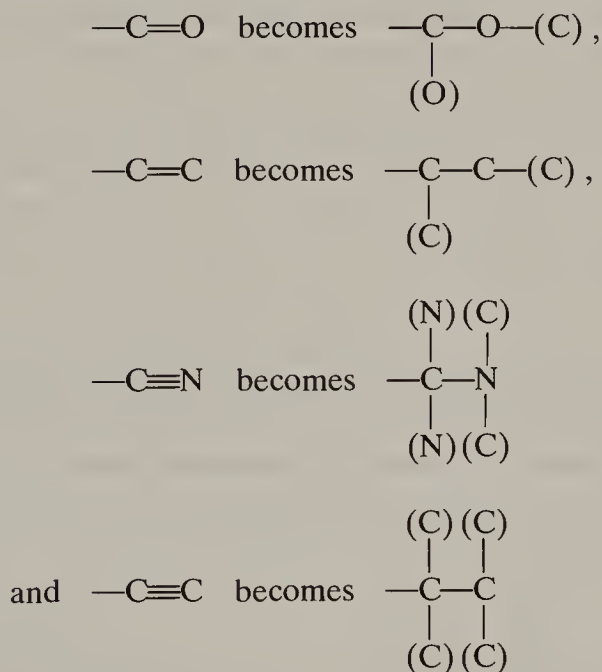 —C=O becomes —C—O—(C),
(O)
—C=C becomes —C—C—(C),
(C)
(N)(C)
—C≡N becomes —C—N
(N)(C)
(C)(C)
and —C≡C becomes —C—C
(C)(C)